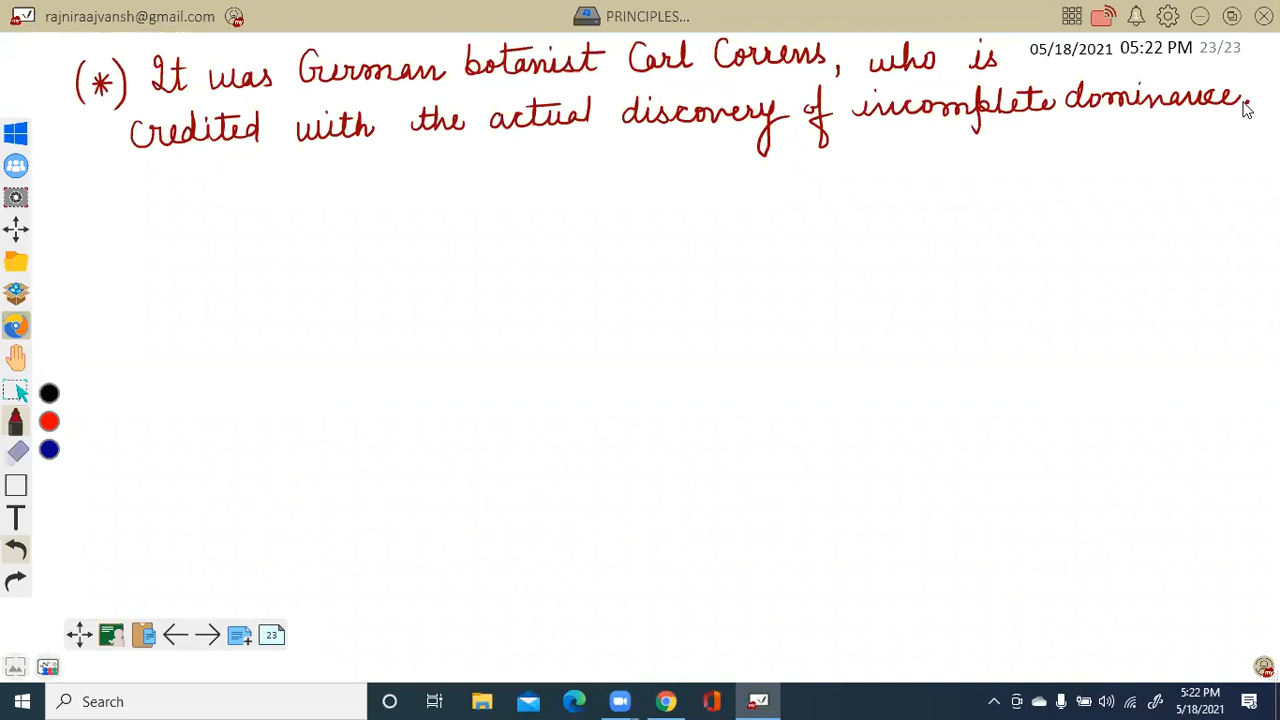 rajniraajvansh@gmail.com
PRINCIPLES...
05/18/2021 05:22 PM 23/23
(*) It was German botanist Carl Correns, who is
credited with the actual discovery of incomplete dominance.
T
23
Search
5:22 PM
5/18/2021